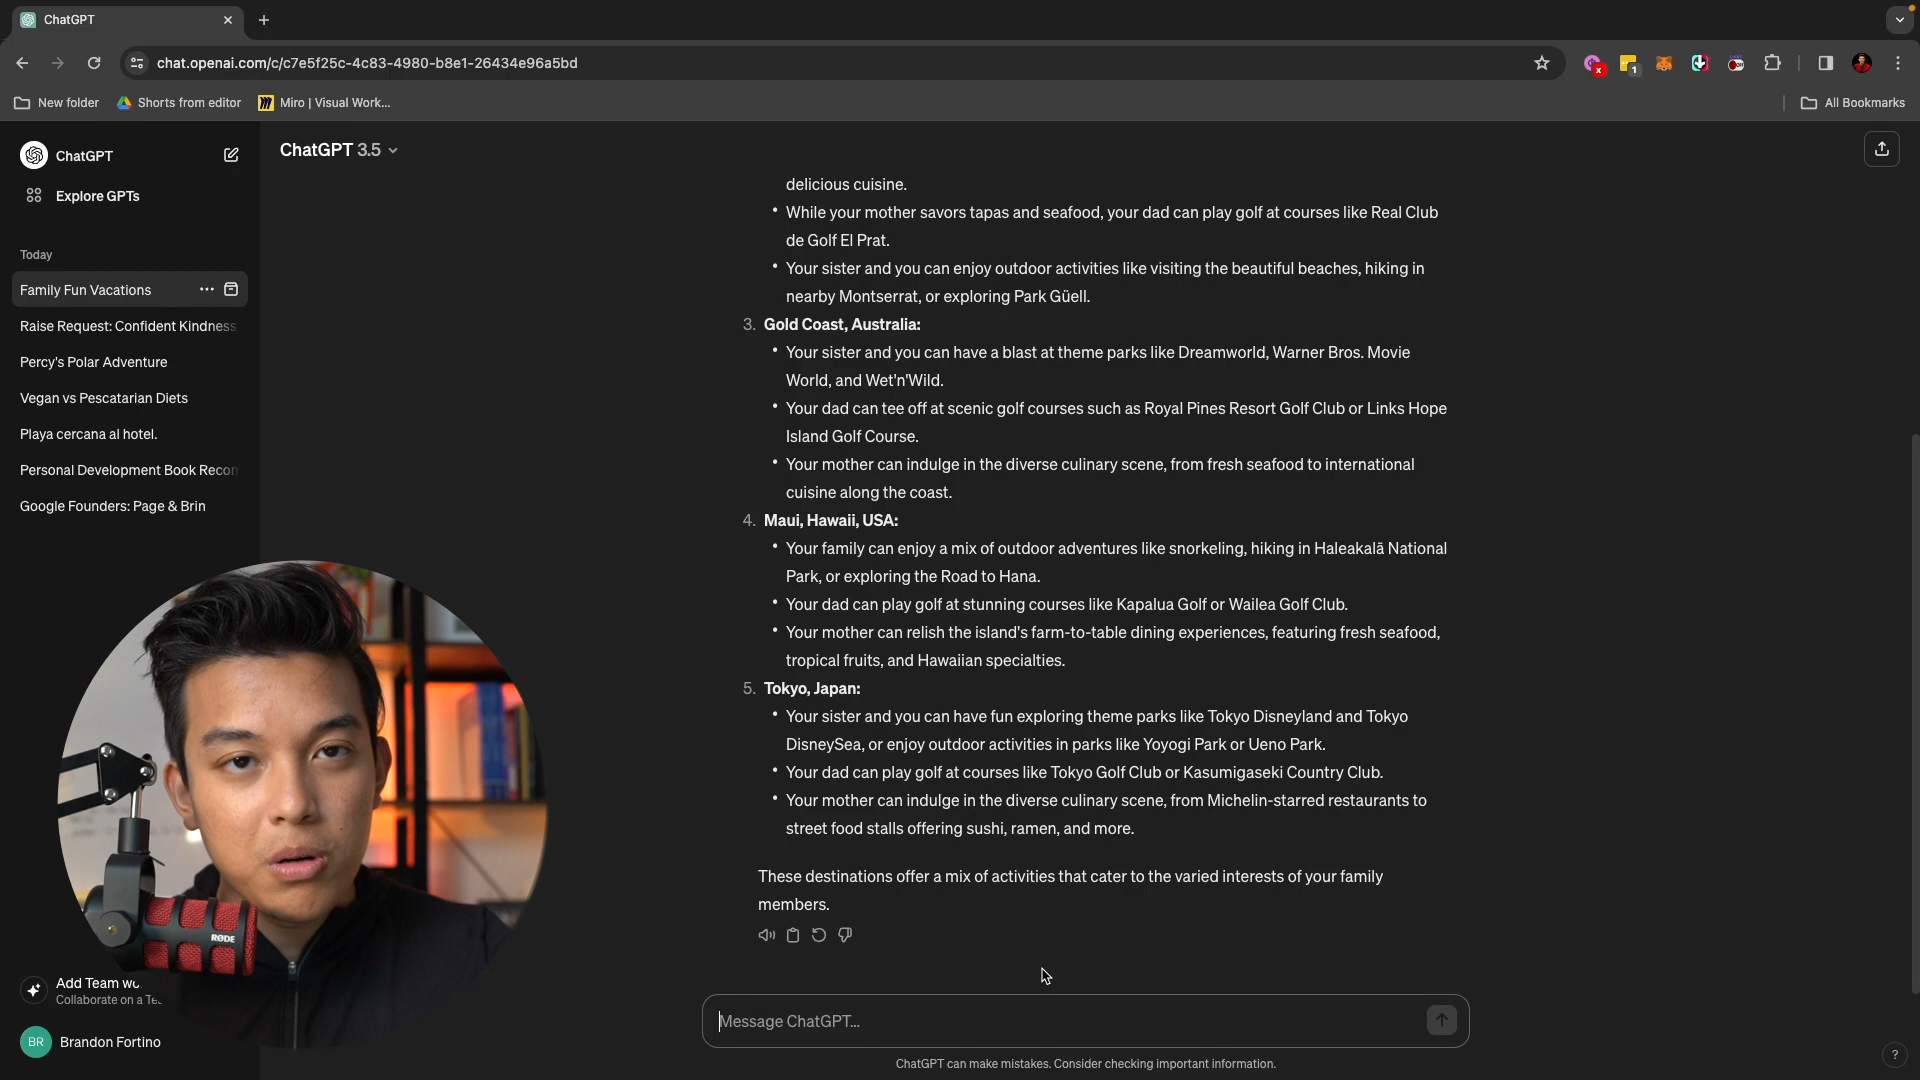 ChatGPT
chat.openai.com/c/c7e5f25c-4c83-4980-b8e1-26434e96a5bd
x
1
New folder
Shorts from editor
Miro | Visual Work...
All Bookmarks
ChatGPT
Explore GPTs
Today
Family Fun Vacations
Raise Request: Confident Kindness
Percy's Polar Adventure
Vegan vs Pescatarian Diets
Playa cercana al hotel.
Personal Development Book Recon
Google Founders: Page & Brin
Add Team wo
Collaborate on a Te
BR
Brandon Fortino
RØDE
ChatGPT 3.5
delicious cuisine.
• While your mother savors tapas and seafood, your dad can play golf at courses like Real Club
de Golf El Prat.
• Your sister and you can enjoy outdoor activities like visiting the beautiful beaches, hiking in
nearby Montserrat, or exploring Park Güell.
3. Gold Coast, Australia:
• Your sister and you can have a blast at theme parks like Dreamworld, Warner Bros. Movie
World, and Wet'n'Wild.
• Your dad can tee off at scenic golf courses such as Royal Pines Resort Golf Club or Links Hope
Island Golf Course.
• Your mother can indulge in the diverse culinary scene, from fresh seafood to international
cuisine along the coast.
4. Maui, Hawaii, USA:
• Your family can enjoy a mix of outdoor adventures like snorkeling, hiking in Haleakalā National
Park, or exploring the Road to Hana.
• Your dad can play golf at stunning courses like Kapalua Golf or Wailea Golf Club.
• Your mother can relish the island's farm-to-table dining experiences, featuring fresh seafood,
tropical fruits, and Hawaiian specialties.
5. Tokyo, Japan:
• Your sister and you can have fun exploring theme parks like Tokyo Disneyland and Tokyo
DisneySea, or enjoy outdoor activities in parks like Yoyogi Park or Ueno Park.
• Your dad can play golf at courses like Tokyo Golf Club or Kasumigaseki Country Club.
• Your mother can indulge in the diverse culinary scene, from Michelin-starred restaurants to
street food stalls offering sushi, ramen, and more.
These destinations offer a mix of activities that cater to the varied interests of your family
members.
Message ChatGPT...
ChatGPT can make mistakes. Consider checking important information.
?